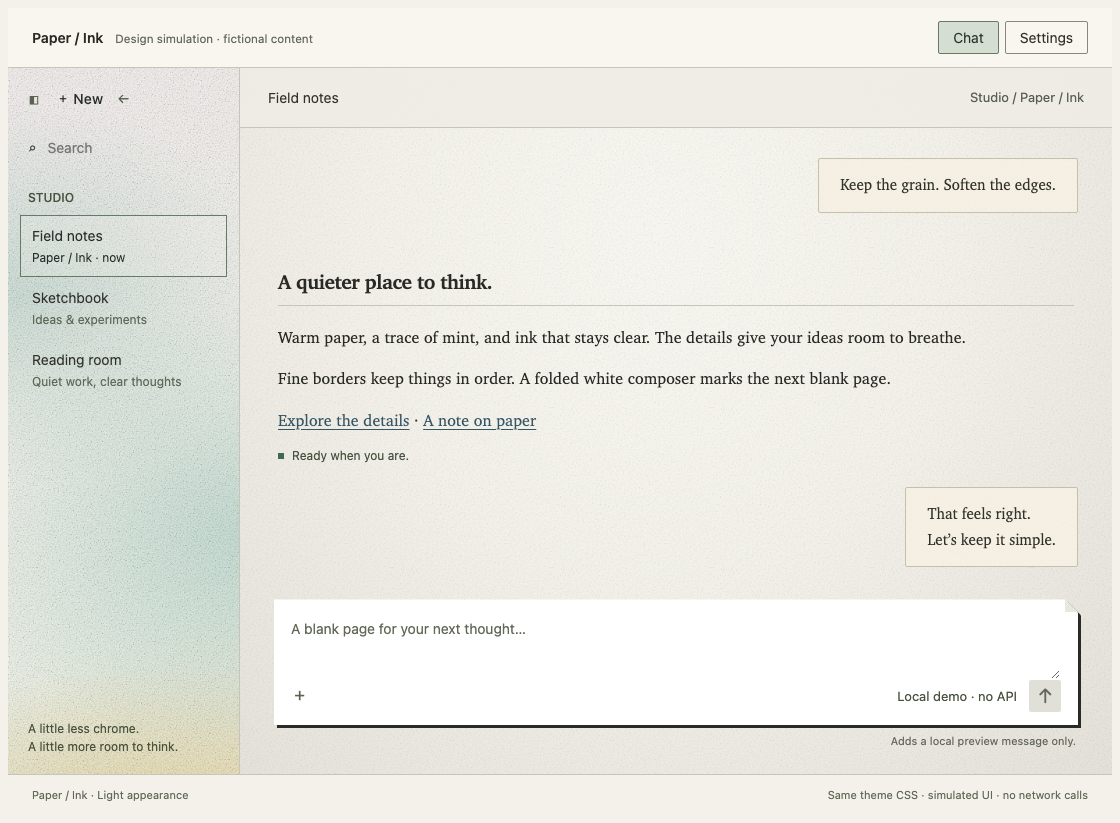 Paper / Ink Design simulation · fictional content
Chat Settings
+ New ←
Search
STUDIO
Field notes
Paper / Ink · now
Sketchbook
Ideas & experiments
Reading room
Quiet work, clear thoughts
A little less chrome.
A little more room to think.
Field notes
Studio / Paper / Ink
Keep the grain. Soften the edges.
A quieter place to think.
Warm paper, a trace of mint, and ink that stays clear. The details give your ideas room to breathe.
Fine borders keep things in order. A folded white composer marks the next blank page.
Explore the details · A note on paper
Ready when you are.
That feels right.
Let’s keep it simple.
A blank page for your next thought…
+
Local demo · no API
Adds a local preview message only.
Paper / Ink · Light appearance
Same theme CSS · simulated UI · no network calls